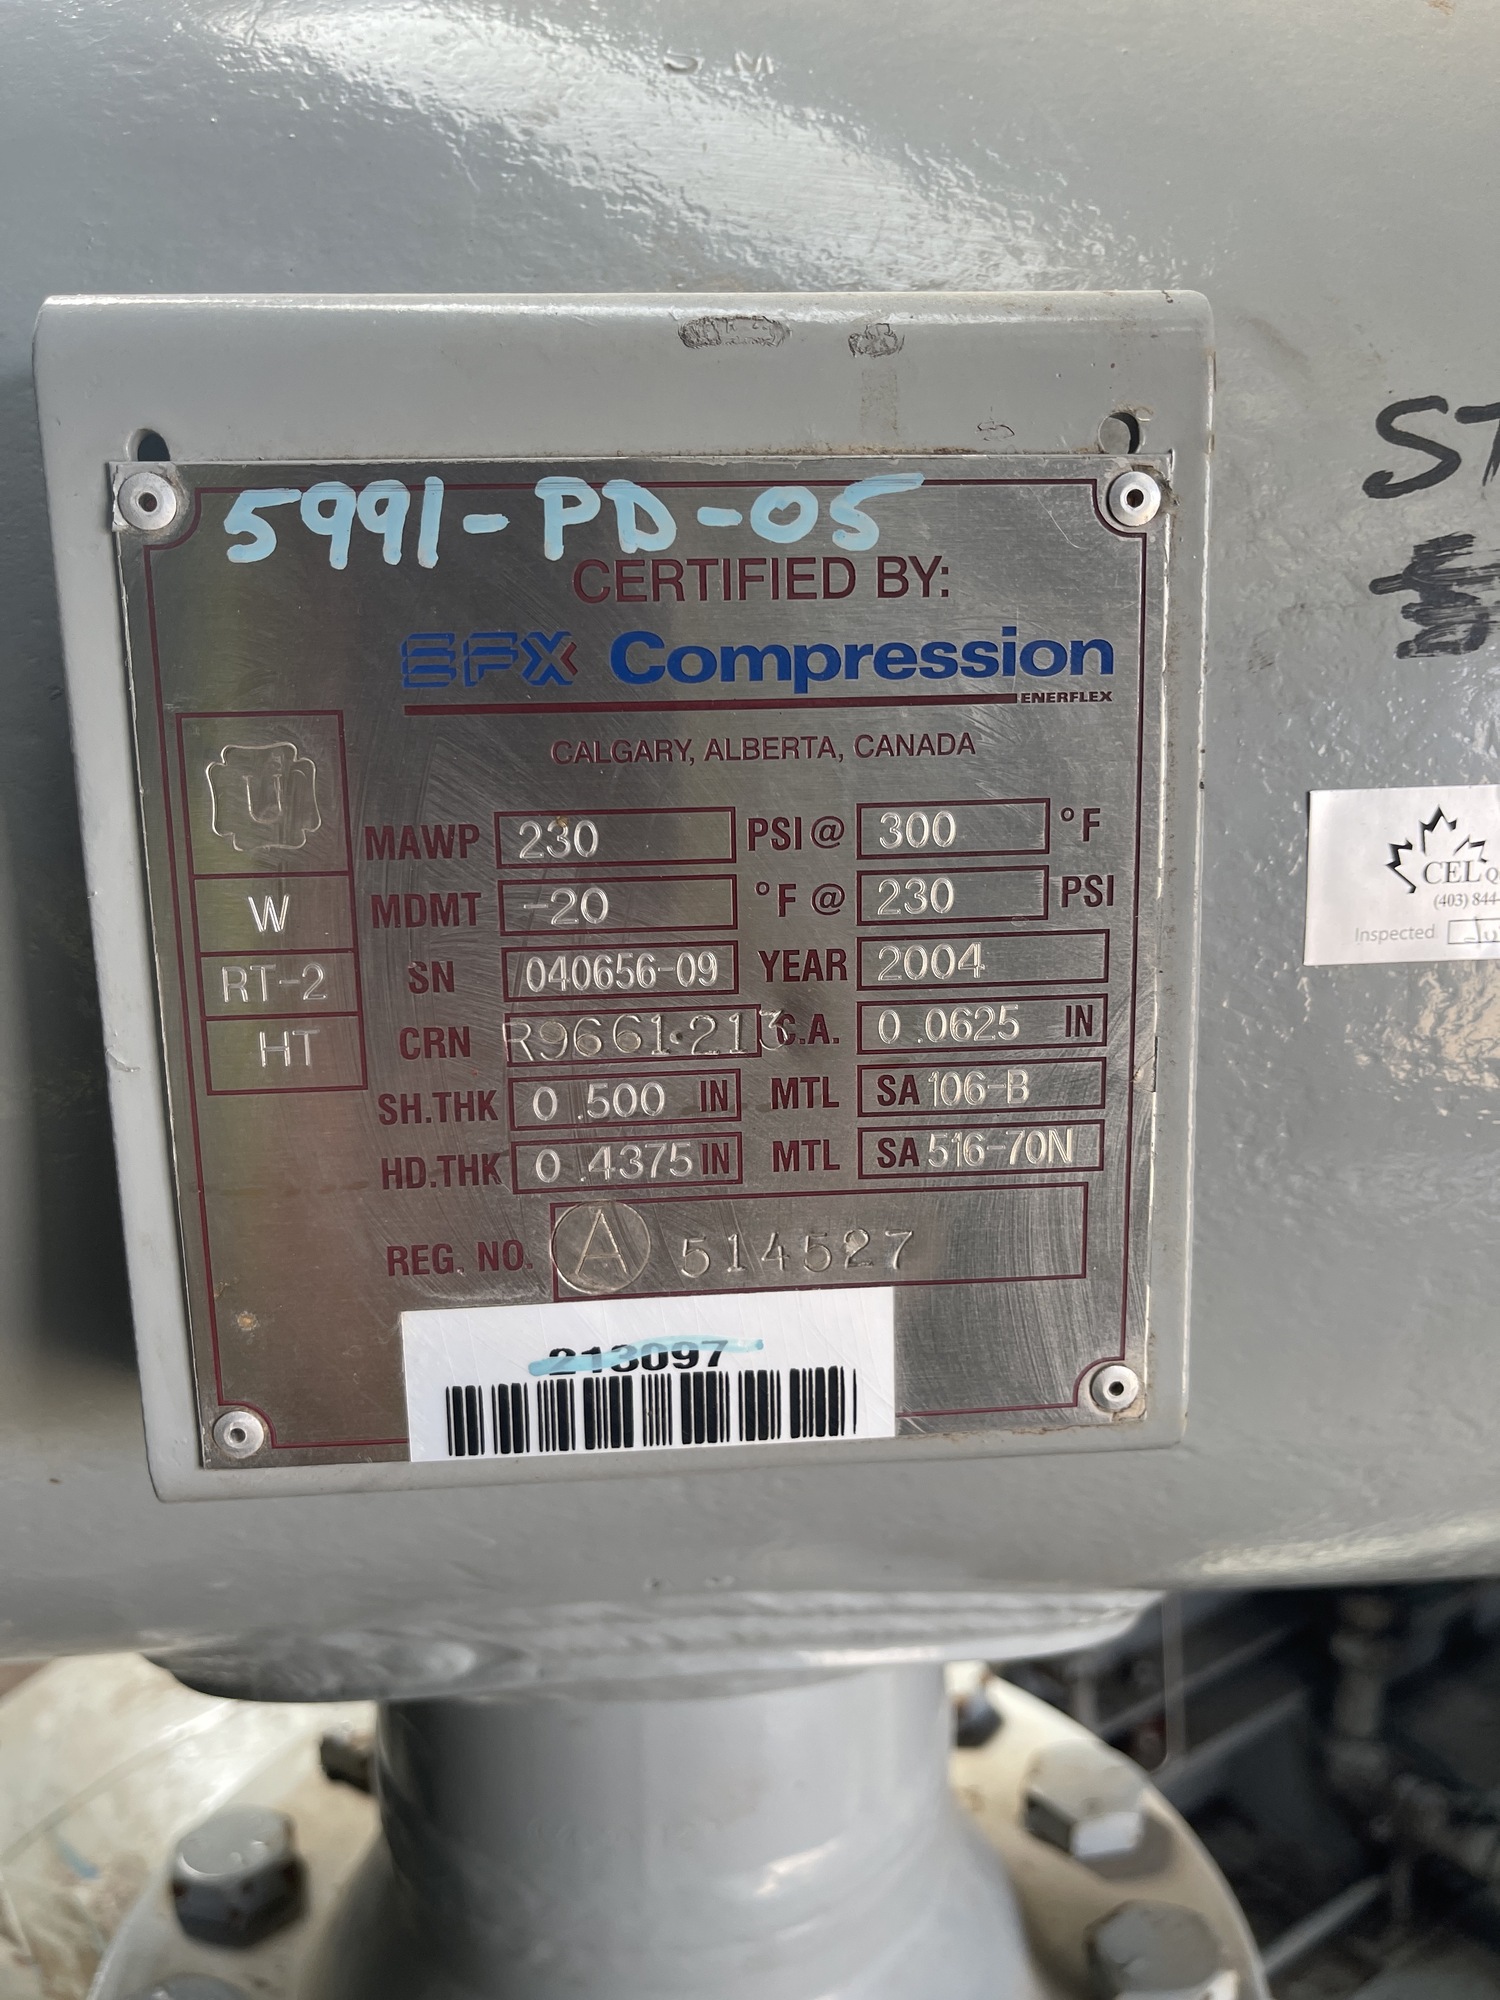 5991-PD-05
CERTIFIED BY:
EFX Compression
ENERFLEX
CALGARY, ALBERTA, CANADA
U
W
RT-2
HT
MAWP 230 PSI@ 300 °F
MDMT -20 °F@ 230 PSI
SN 040656-09 YEAR 2004
CRN R9661.213 C.A. 0.0625 IN
SH.THK 0.500 IN MTL SA 106-B
HD.THK 0.4375 IN MTL SA 516-70N
REG. NO. A 514527
213097
ST
CEL
(403) 844-
Inspected